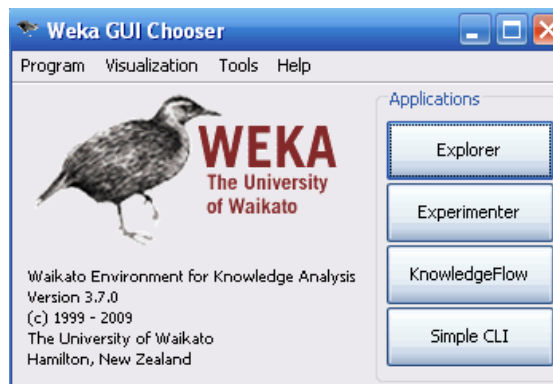 Weka GUI Chooser
Program Visualization Tools Help
WEKA
The University
of Waikato
Waikato Environment for Knowledge Analysis
Version 3.7.0
(c) 1999 - 2009
The University of Waikato
Hamilton, New Zealand
Applications
Explorer
Experimenter
KnowledgeFlow
Simple CLI